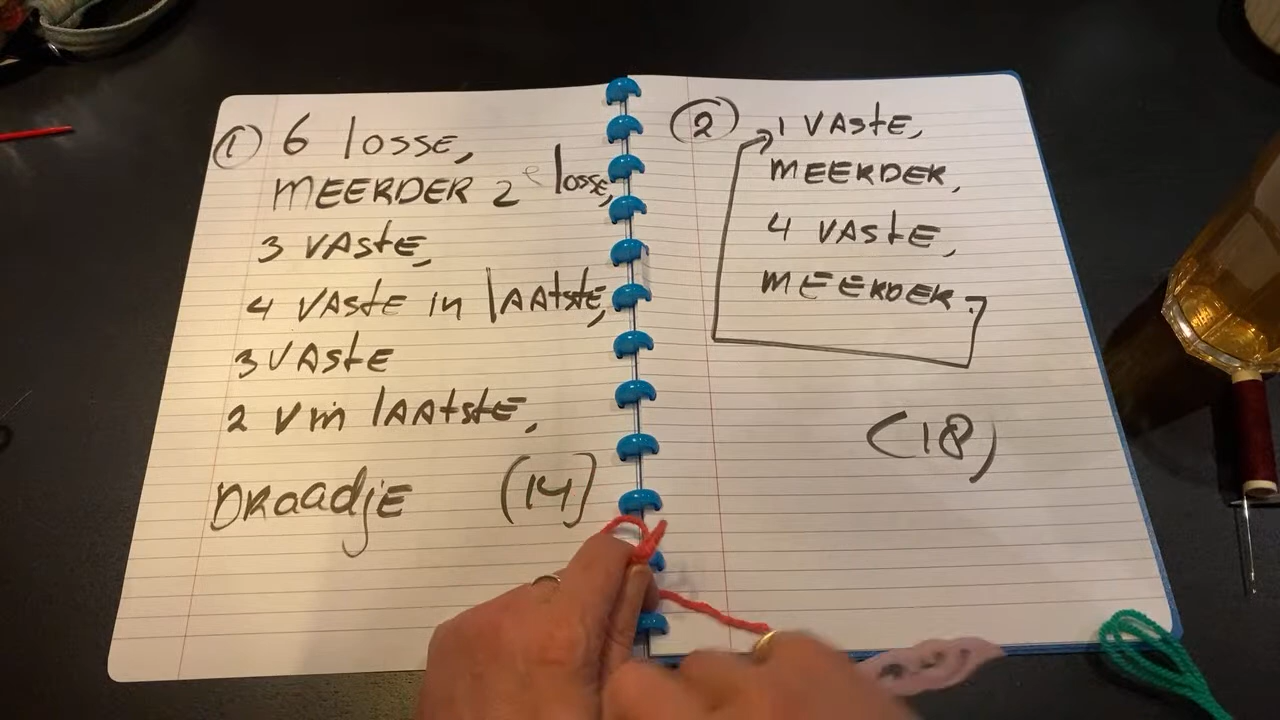 ① 6 losse,
MEERDER 2e losse,
3 VASTE,
4 VASTE in lAAtstE,
3 VASTE
2 V in lAAtstE,
DRaadjE (14)
② 1 VASTE,
MEERDER,
4 VASTE,
MEERDER
(18)